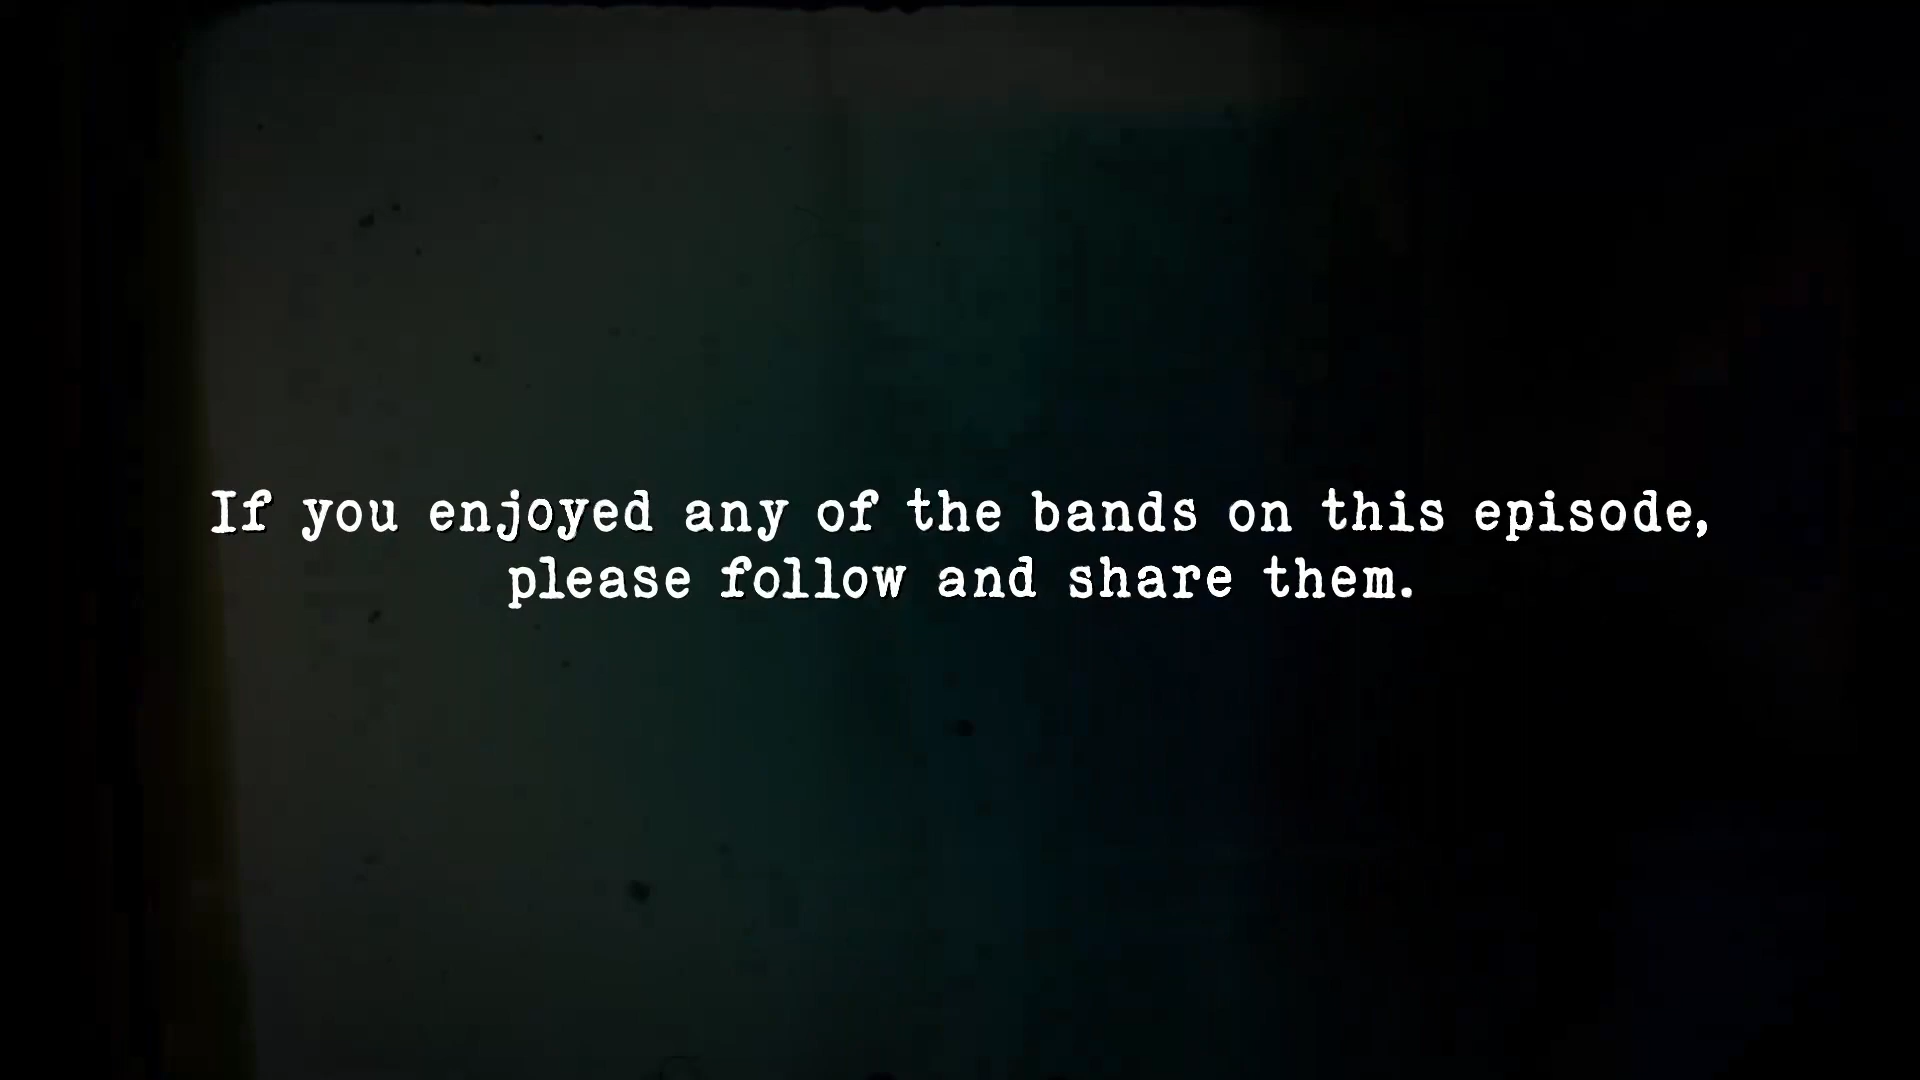 If you enjoyed any of the bands on this episode,
please follow and share them.